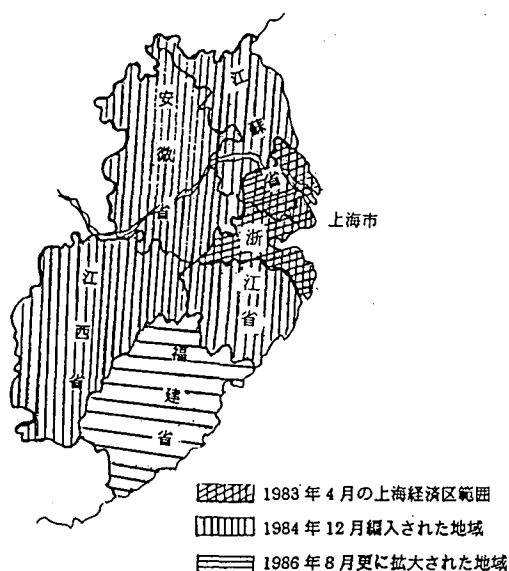 江蘇省
安徽省
上海市
浙江省
江西省
福建省
1983年4月の上海経済区範囲
1984年12月編入された地域
1986年8月更に拡大された地域